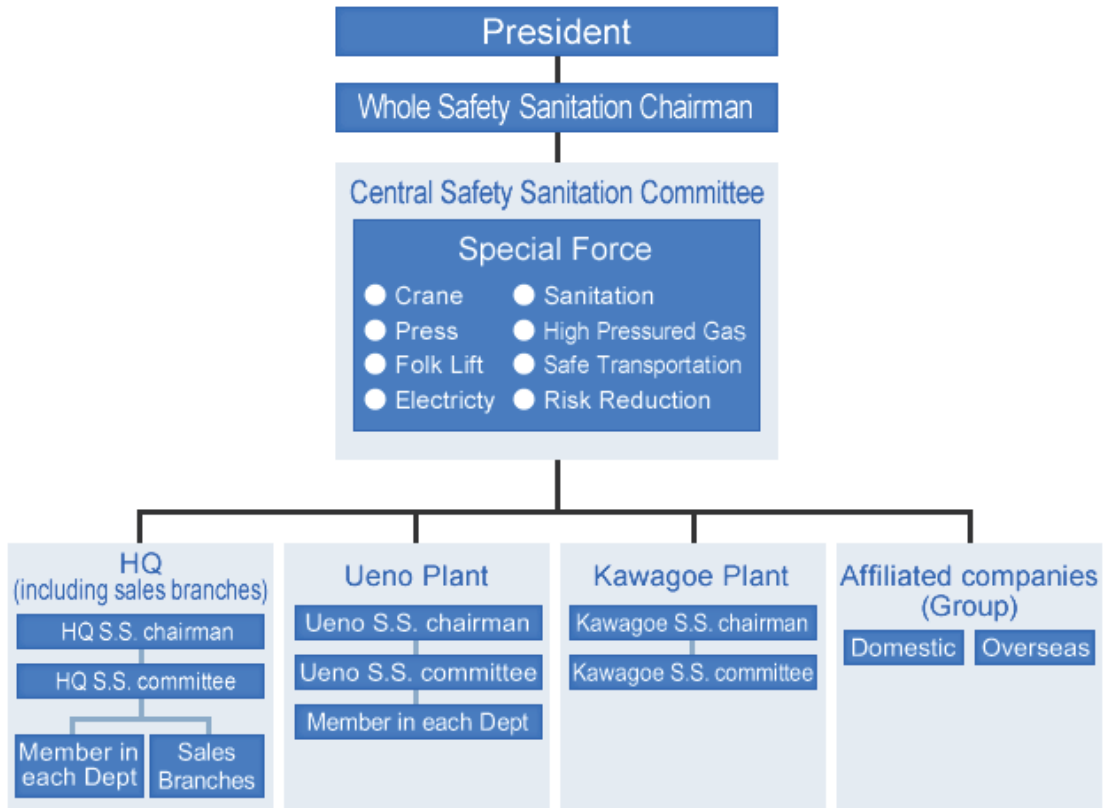 President
Whole Safety Sanitation Chairman
Central Safety Sanitation Committee
Special Force
Crane
Sanitation
Press
High Pressured Gas
Folk Lift
Safe Transportation
Electricty
Risk Reduction
HQ
(including sales branches)
HQ S.S. chairman
HQ S.S. committee
Member in
each Dept
Sales
Branches
Ueno Plant
Ueno S.S. chairman
Ueno S.S. committee
Member in each Dept
Kawagoe Plant
Kawagoe S.S. chairman
Kawagoe S.S. committee
Affiliated companies
(Group)
Domestic
Overseas